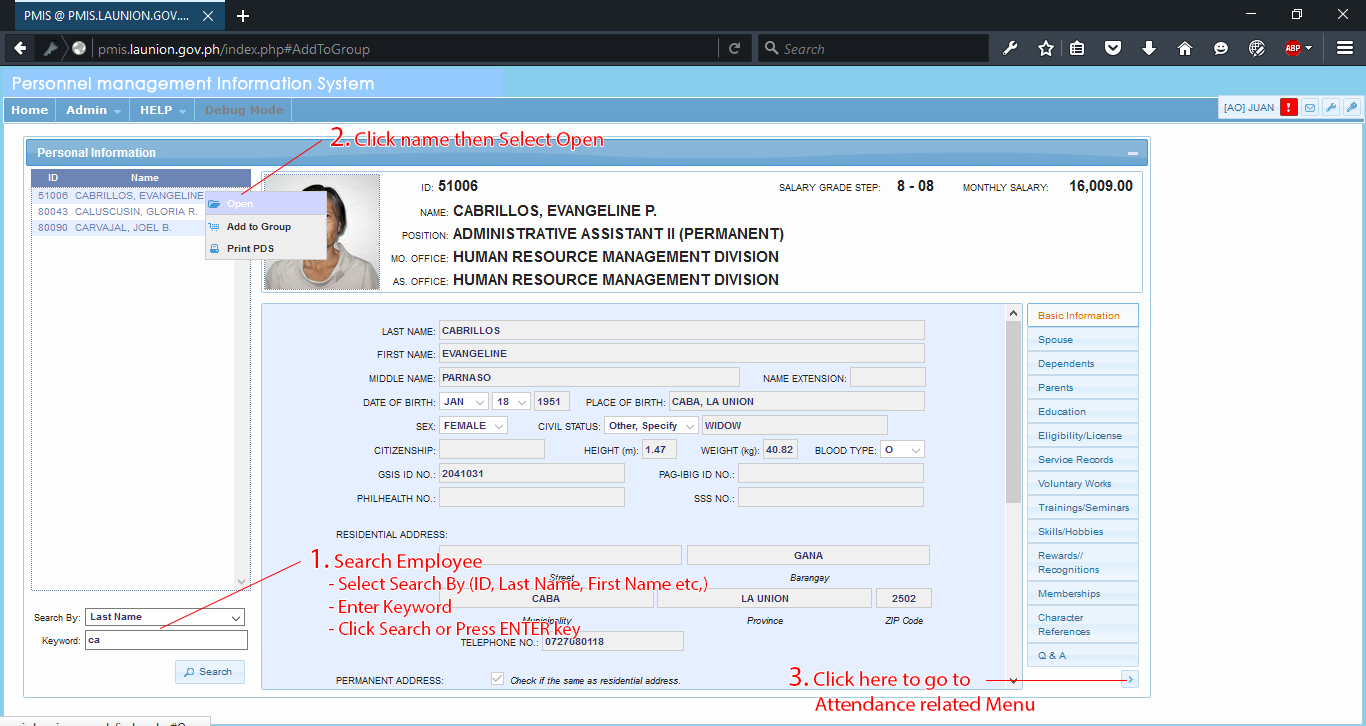 PMIS @ PMIS.LAUNION.GOV....
pmis.launion.gov.ph/index.php#AddToGroup
Search
ABP
Personnel management Information System
Home Admin HELP Debug Mode
[AO] JUAN
2. Click name then Select Open
Personal Information
ID Name
51006 CABRILLOS, EVANGELINE
80043 CALUSCUSIN, GLORIA R.
80090 CARVAJAL, JOEL B.
Open
Add to Group
Print PDS
ID: 51006 SALARY GRADE STEP: 8 - 08 MONTHLY SALARY: 16,009.00
NAME: CABRILLOS, EVANGELINE P.
POSITION: ADMINISTRATIVE ASSISTANT II (PERMANENT)
MO. OFFICE: HUMAN RESOURCE MANAGEMENT DIVISION
AS. OFFICE: HUMAN RESOURCE MANAGEMENT DIVISION
LAST NAME: CABRILLOS
FIRST NAME: EVANGELINE
MIDDLE NAME: PARNASO NAME EXTENSION:
DATE OF BIRTH: JAN 18 1951 PLACE OF BIRTH: CABA, LA UNION
SEX: FEMALE CIVIL STATUS: Other, Specify WIDOW
CITIZENSHIP: HEIGHT (m): 1.47 WEIGHT (kg): 40.82 BLOOD TYPE: O
GSIS ID NO.: 2041031 PAG-IBIG ID NO.:
PHILHEALTH NO.: SSS NO.:
RESIDENTIAL ADDRESS:
GANA
Street Barangay
CABA LA UNION 2502
Municipality Province ZIP Code
TELEPHONE NO.: 0727080118
PERMANENT ADDRESS: Check if the same as residential address.
Basic Information
Spouse
Dependents
Parents
Education
Eligibility/License
Service Records
Voluntary Works
Trainings/Seminars
Skills/Hobbies
Rewards//
Recognitions
Memberships
Character
References
Q & A
1. Search Employee
- Select Search By (ID, Last Name, First Name etc,)
- Enter Keyword
- Click Search or Press ENTER key
Search By: Last Name
Keyword: ca
Search
3. Click here to go to
Attendance related Menu